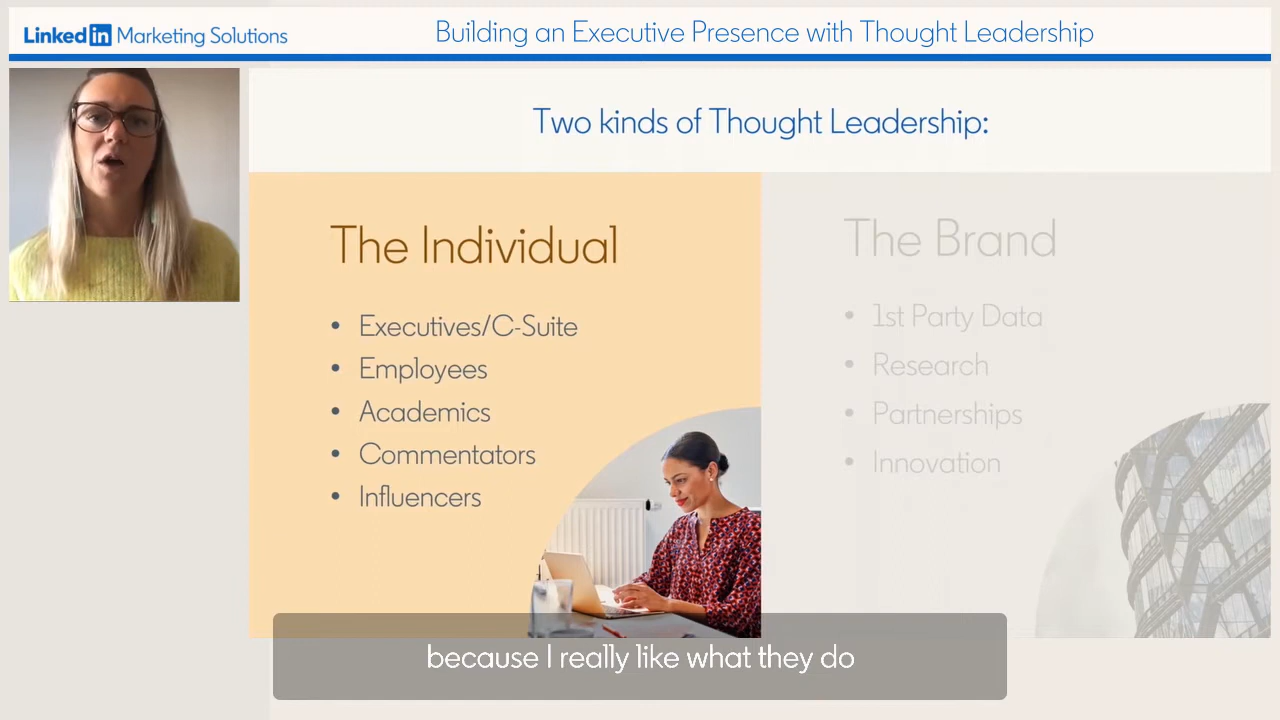 LinkedIn Marketing Solutions
Building an Executive Presence with Thought Leadership
Two kinds of Thought Leadership:
The Individual
• Executives/C-Suite
• Employees
• Academics
• Commentators
• Influencers
The Brand
• 1st Party Data
• Research
• Partnerships
• Innovation
because I really like what they do